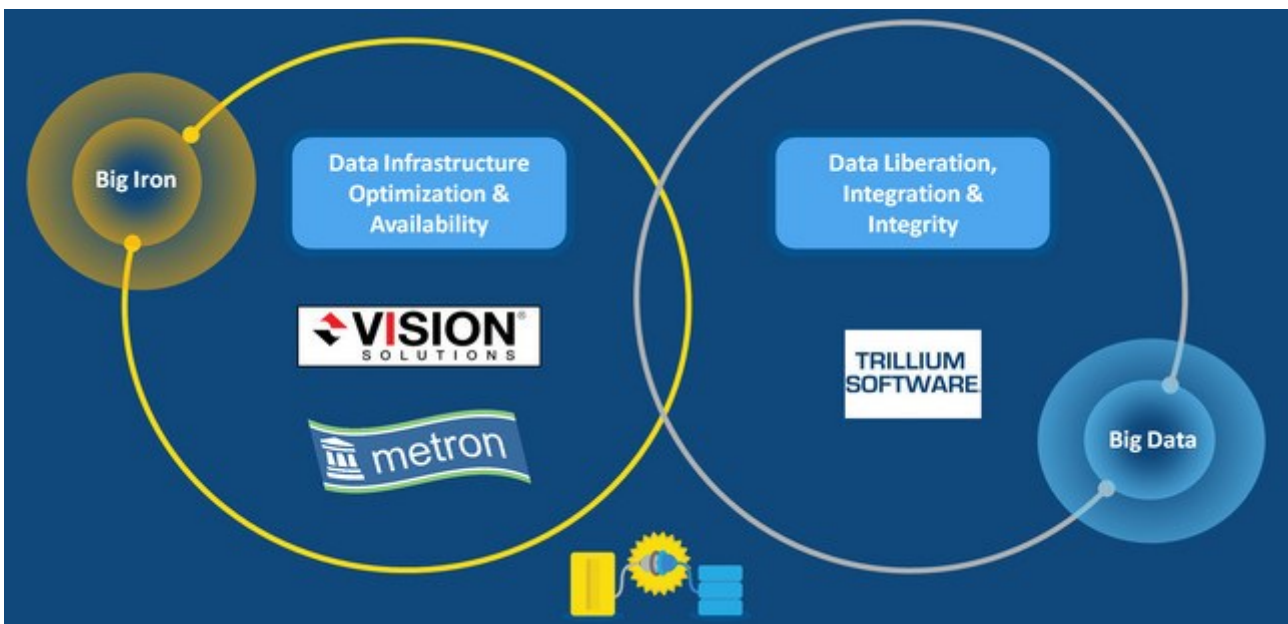 Big Iron
Data Infrastructure
Optimization &
Availability
VISION®
SOLUTIONS
metron
Data Liberation,
Integration &
Integrity
TRILLIUM
SOFTWARE
Big Data